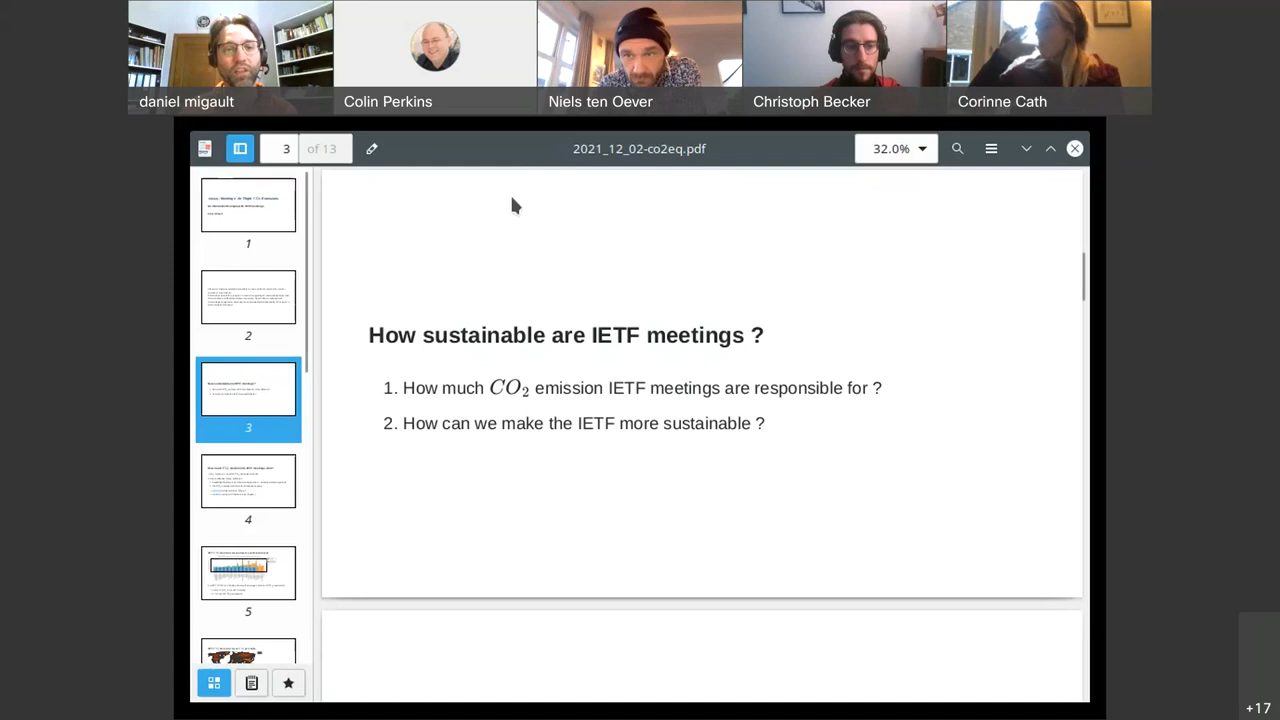 daniel migault
Colin Perkins
Niels ten Oever
Christoph Becker
Corinne Cath
3 of 13
2021_12_02-co2eq.pdf
32.0%
How sustainable are IETF meetings ?
1. How much CO2 emission IETF meetings are responsible for ?
2. How can we make the IETF more sustainable ?
1
2
3
4
5
+17